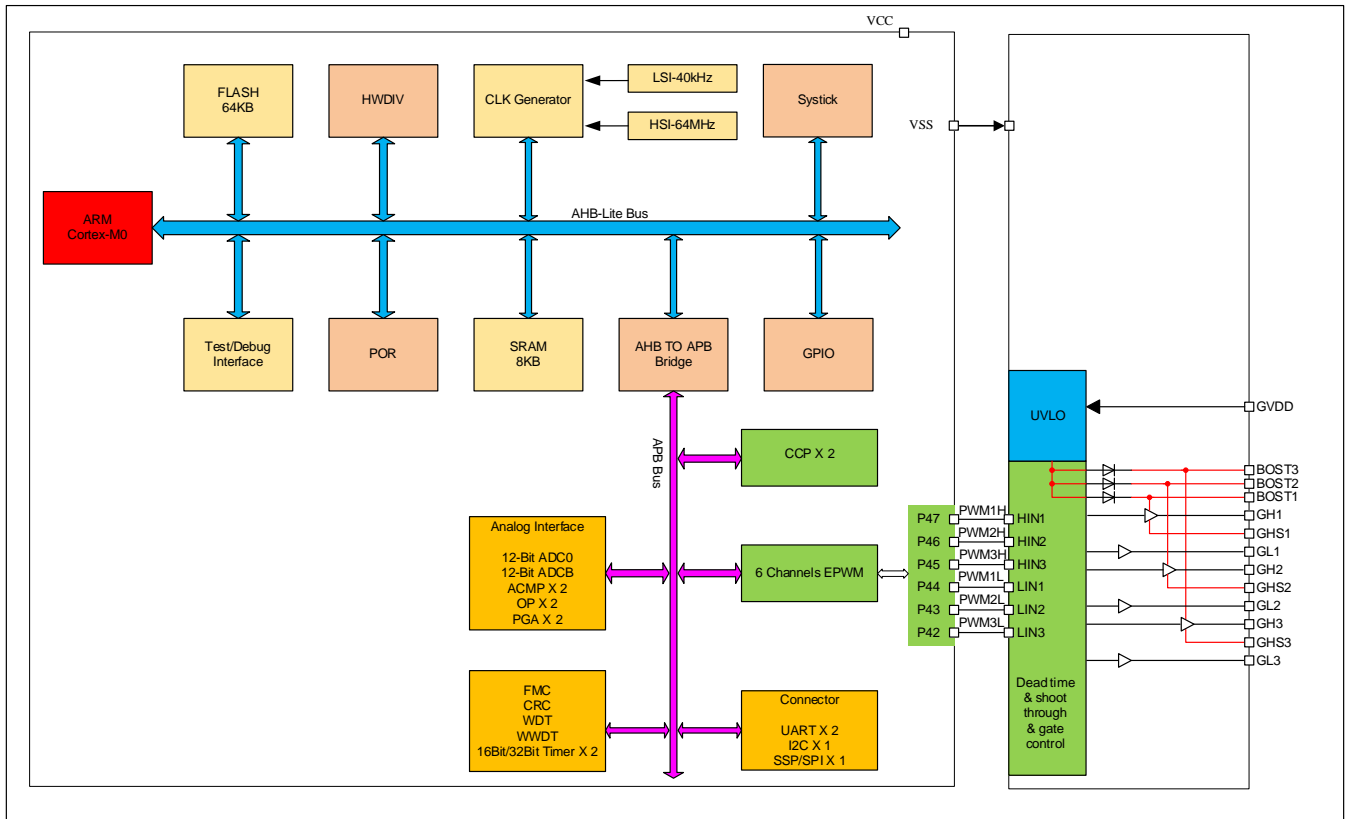 VCC
FLASH
64KB
HWDIV
CLK Generator
LSI-40kHz
HSI-64MHz
Systick
VSS
ARM
Cortex-M0
AHB-Lite Bus
Test/Debug
Interface
POR
SRAM
8KB
AHB TO APB
Bridge
GPIO
APB Bus
CCP X 2
Analog Interface
12-Bit ADC0
12-Bit ADCB
ACMP X 2
OP X 2
PGA X 2
6 Channels EPWM
FMC
CRC
WDT
WWDT
16Bit/32Bit Timer X 2
Connector
UART X 2
I2C X 1
SSP/SPI X 1
P47
P46
P45
P44
P43
P42
PWM1H
PWM2H
PWM3H
PWM1L
PWM2L
PWM3L
UVLO
HIN1
HIN2
HIN3
LIN1
LIN2
LIN3
Dead time
& shoot
through
& gate
control
GVDD
BOST3
BOST2
BOST1
GH1
GHS1
GL1
GH2
GHS2
GL2
GH3
GHS3
GL3